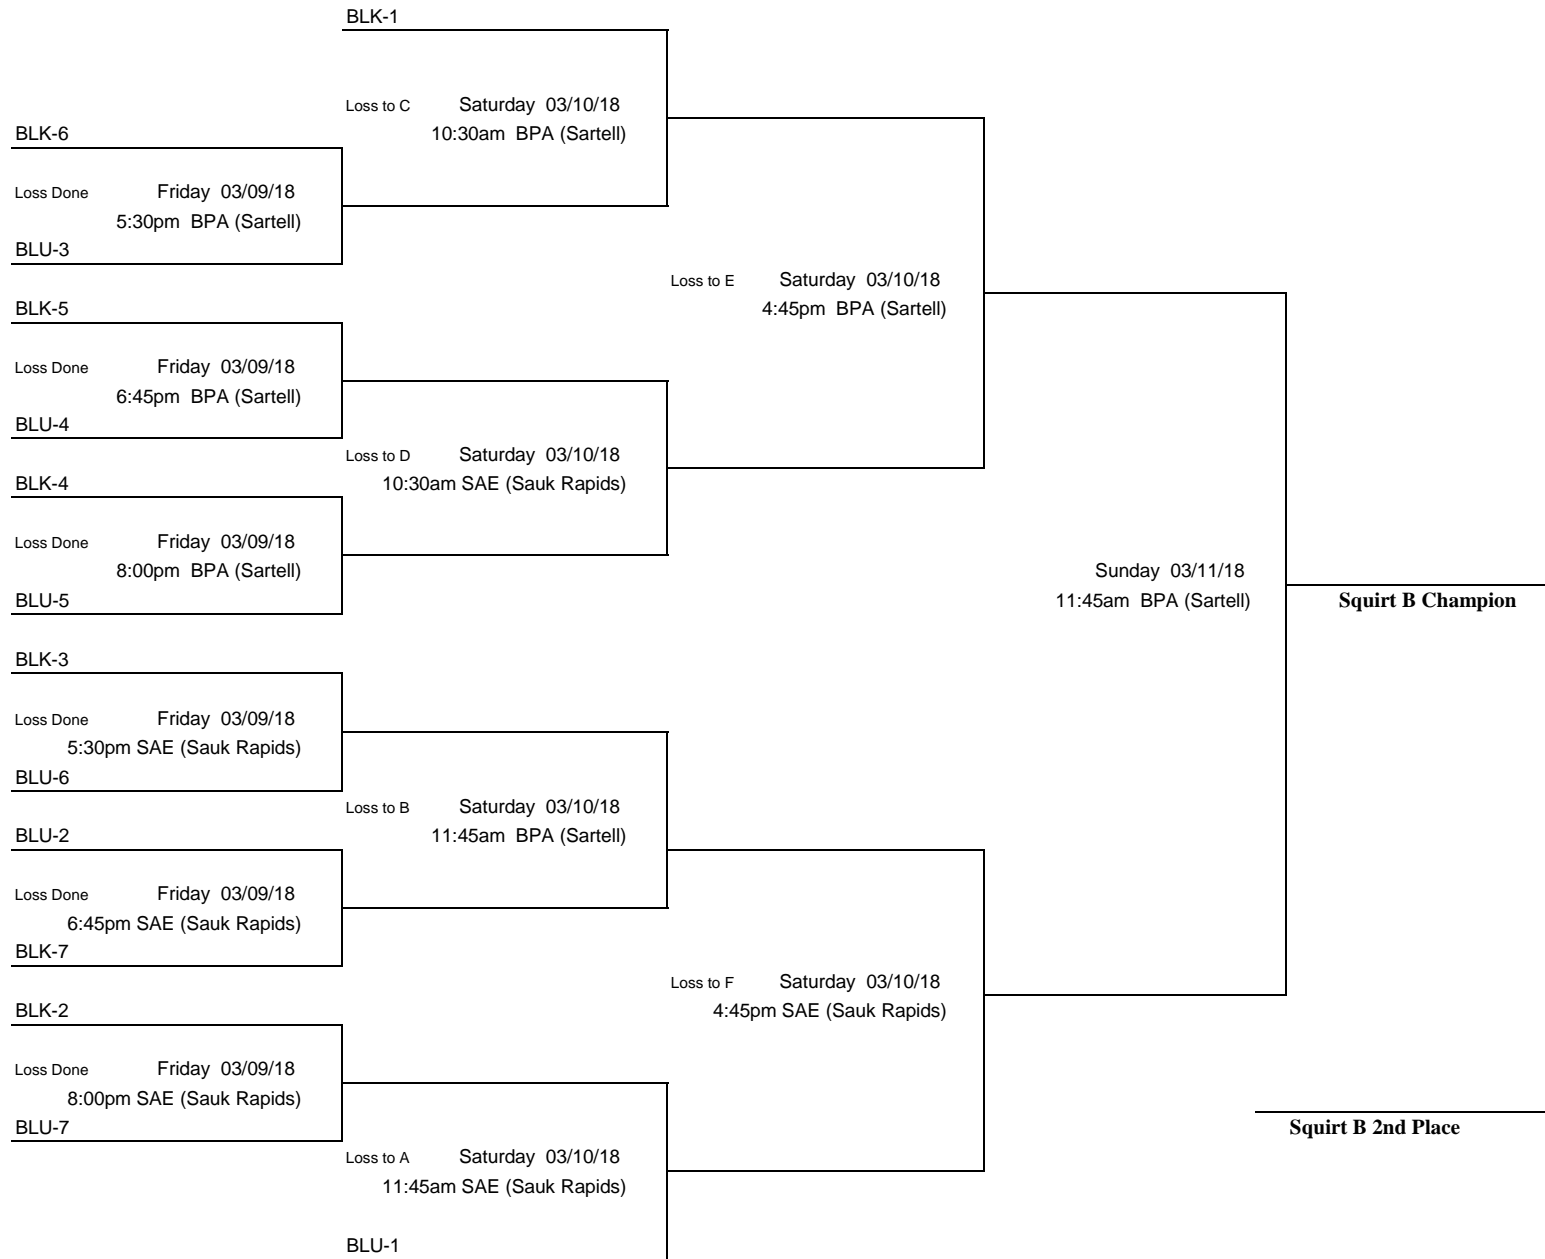 BLK-1
Loss to C Saturday 03/10/18
10:30am BPA (Sartell)
BLK-6
Loss Done Friday 03/09/18
5:30pm BPA (Sartell)
BLU-3
Loss to E Saturday 03/10/18
4:45pm BPA (Sartell)
BLK-5
Loss Done Friday 03/09/18
6:45pm BPA (Sartell)
BLU-4
Loss to D Saturday 03/10/18
10:30am SAE (Sauk Rapids)
BLK-4
Loss Done Friday 03/09/18
8:00pm BPA (Sartell)
BLU-5
Sunday 03/11/18
11:45am BPA (Sartell)
Squirt B Champion
BLK-3
Loss Done Friday 03/09/18
5:30pm SAE (Sauk Rapids)
BLU-6
Loss to B Saturday 03/10/18
11:45am BPA (Sartell)
BLU-2
Loss Done Friday 03/09/18
6:45pm SAE (Sauk Rapids)
BLK-7
Loss to F Saturday 03/10/18
4:45pm SAE (Sauk Rapids)
BLK-2
Loss Done Friday 03/09/18
8:00pm SAE (Sauk Rapids)
BLU-7
Squirt B 2nd Place
Loss to A Saturday 03/10/18
11:45am SAE (Sauk Rapids)
BLU-1